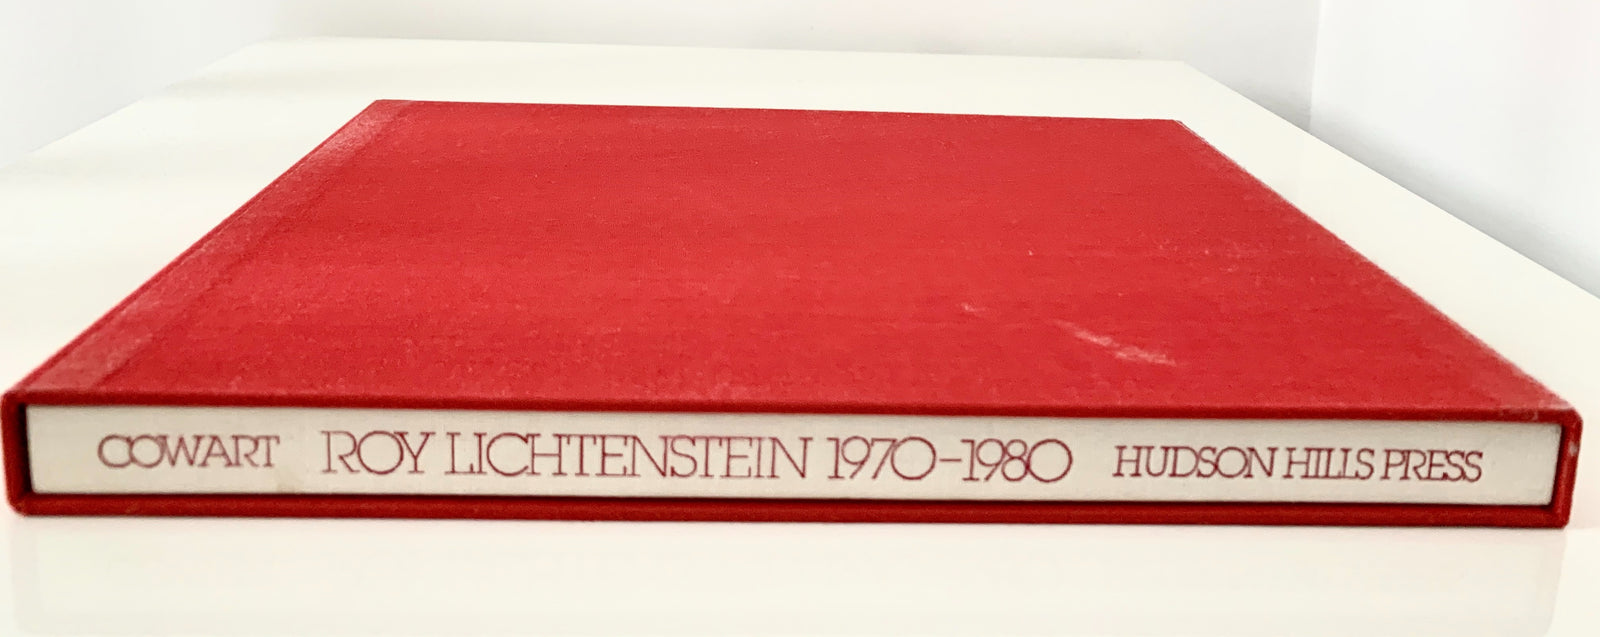 COWART ROY LICHTENSTEIN 1970-1980 HUDSON HILLS PRESS